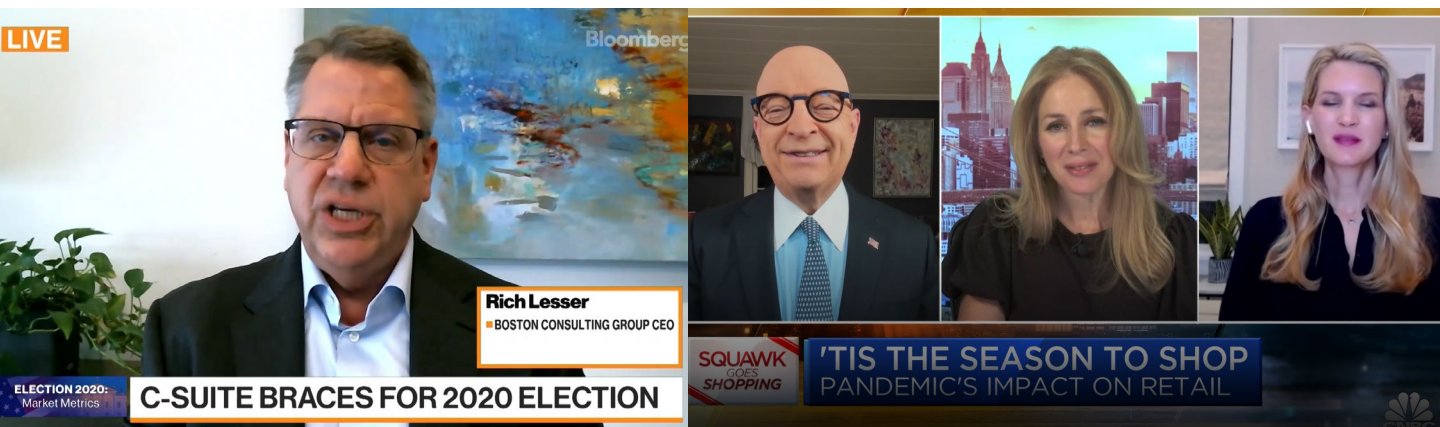 LIVE
Bloomberg
Rich Lesser
BOSTON CONSULTING GROUP CEO
ELECTION 2020:
Market Metrics
C-SUITE BRACES FOR 2020 ELECTION
SQUAWK
GOES
SHOPPING
'TIS THE SEASON TO SHOP
PANDEMIC'S IMPACT ON RETAIL
CNBC